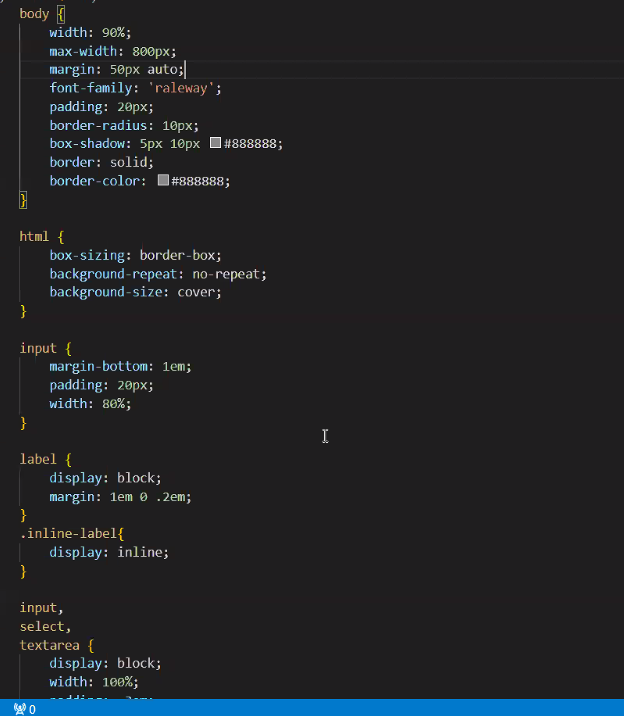 body {
width: 90%;
max-width: 800px;
margin: 50px auto;
font-family: 'raleway';
padding: 20px;
border-radius: 10px;
box-shadow: 5px 10px #888888;
border: solid;
border-color: #888888;
}
html {
box-sizing: border-box;
background-repeat: no-repeat;
background-size: cover;
}
input {
margin-bottom: 1em;
padding: 20px;
width: 80%;
}
label {
display: block;
margin: 1em 0 .2em;
}
.inline-label{
display: inline;
}
input,
select,
textarea {
display: block;
width: 100%;
0